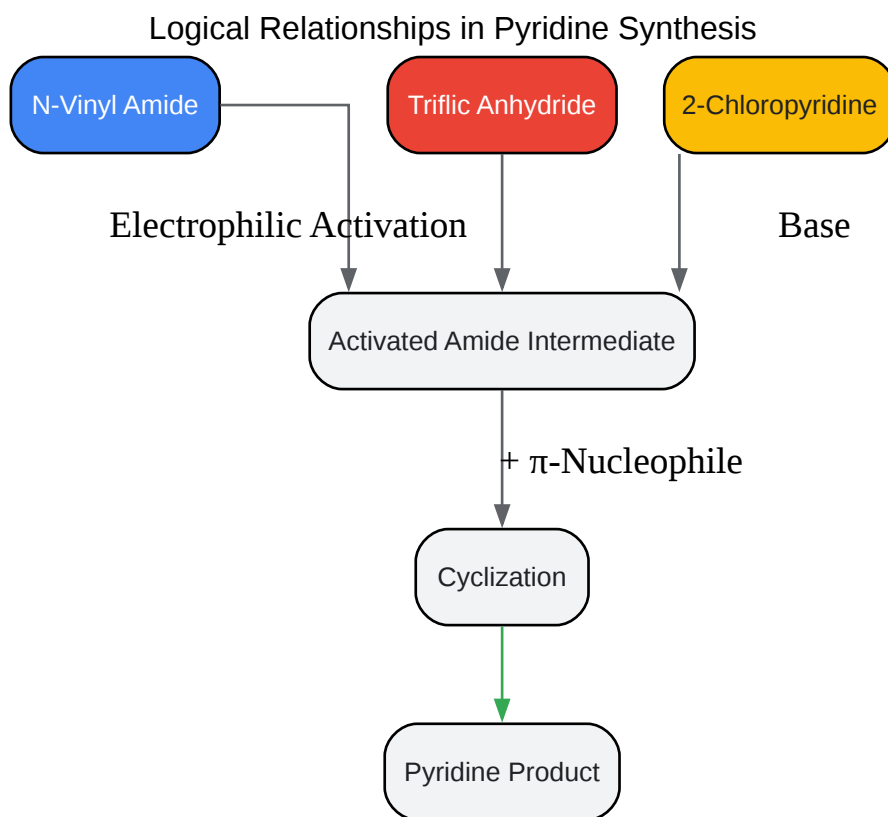 Logical Relationships in Pyridine Synthesis
N-Vinyl Amide
Triflic Anhydride
2-Chloropyridine
Electrophilic Activation
Base
Activated Amide Intermediate
+ π-Nucleophile
Cyclization
Pyridine Product